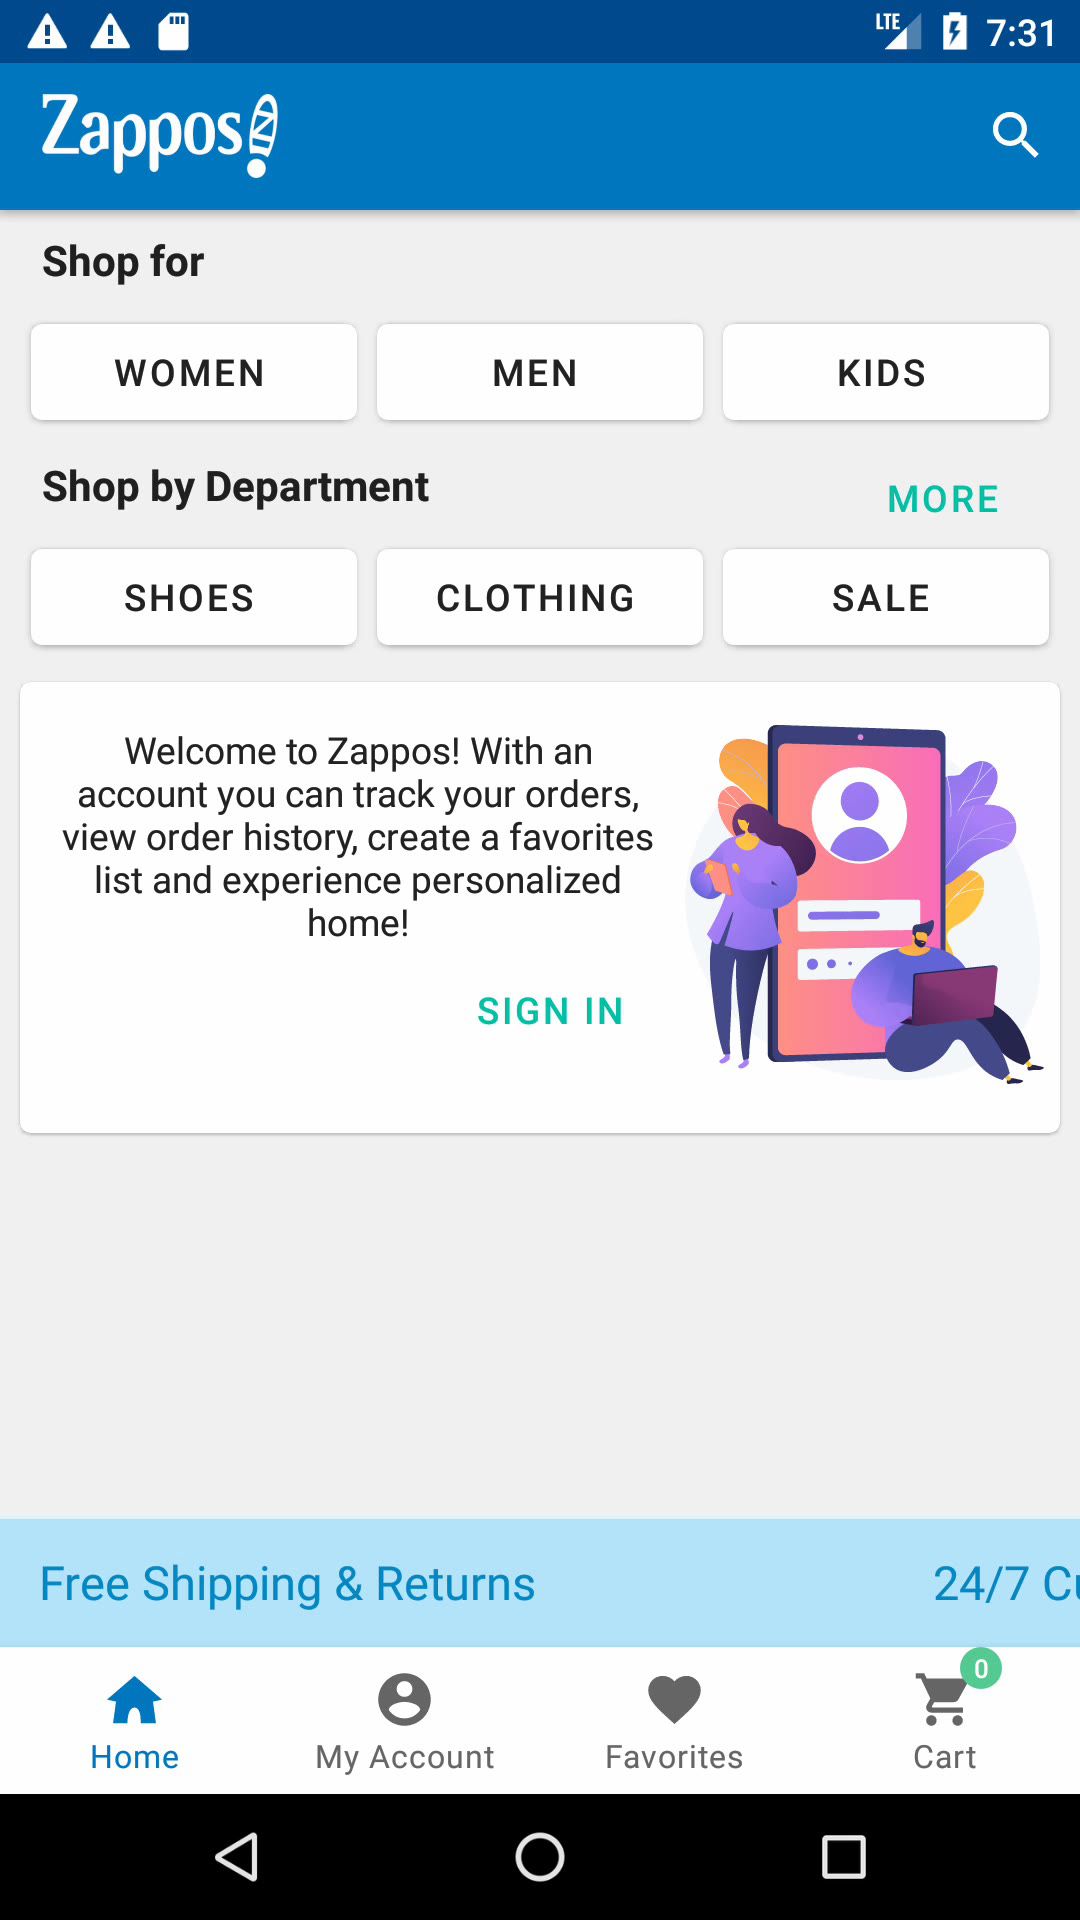 LTE 7:31
Zappos
Shop for
WOMEN MEN KIDS
Shop by Department
MORE
SHOES CLOTHING SALE
Welcome to Zappos! With an
account you can track your orders,
view order history, create a favorites
list and experience personalized
home!
SIGN IN
Free Shipping & Returns 24/7 Cu
0
Home My Account Favorites Cart